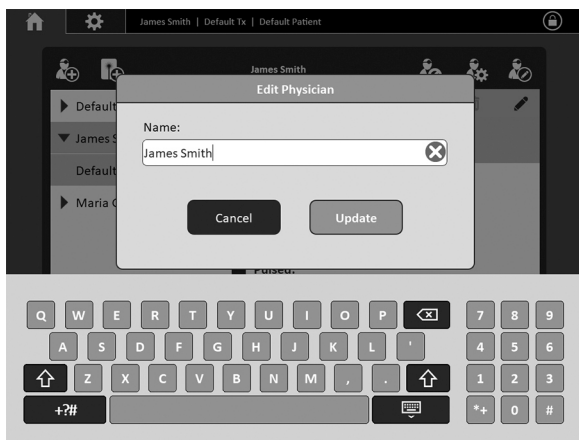 James Smith | Default Tx | Default Patient
James Smith
Edit Physician
Default
Name:
James S
James Smith
Default
Maria
Cancel
Update
Pulsed:
Q W E R T Y U I O P 7 8 9
A S D F G H J K L ' 4 5 6
Z X C V B N M , . 1 2 3
+?# *+ 0 #